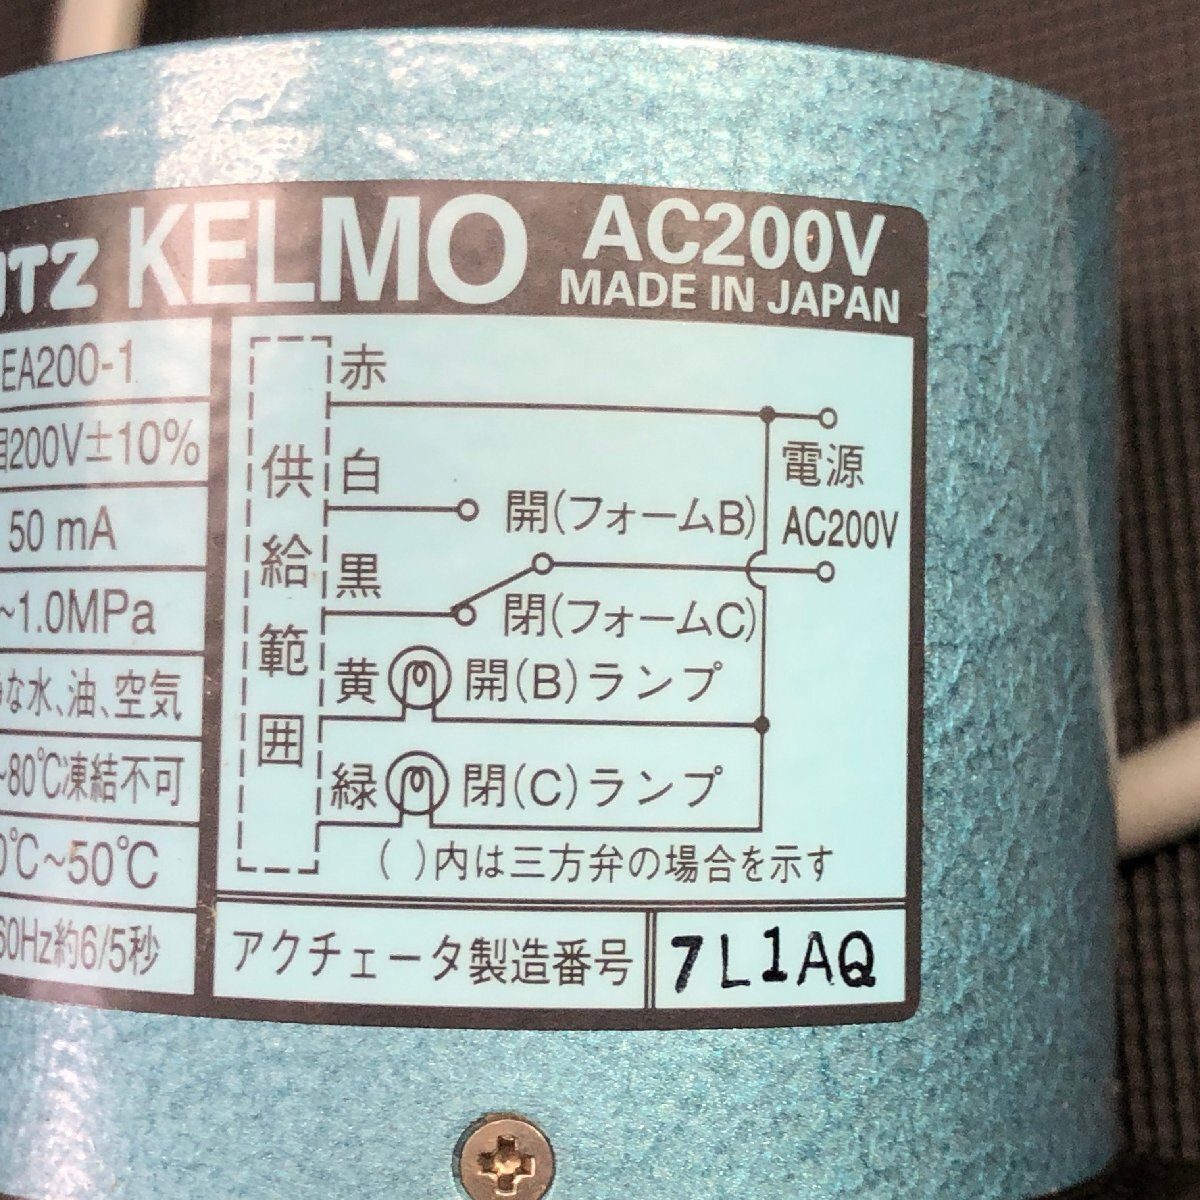 KELMO AC200V
MADE IN JAPAN
EA200-1
200V±10%
50 mA
~1.0MPa
な水、油、空気
~80℃凍結不可
℃~50℃
60Hz約6/5秒
供給範囲
赤
白
黒
黄
緑
開(フォームB)
閉(フォームC)
電源
AC200V
開(B)ランプ
閉(C)ランプ
( )内は三方弁の場合を示す
アクチェータ製造番号 7L1AQ